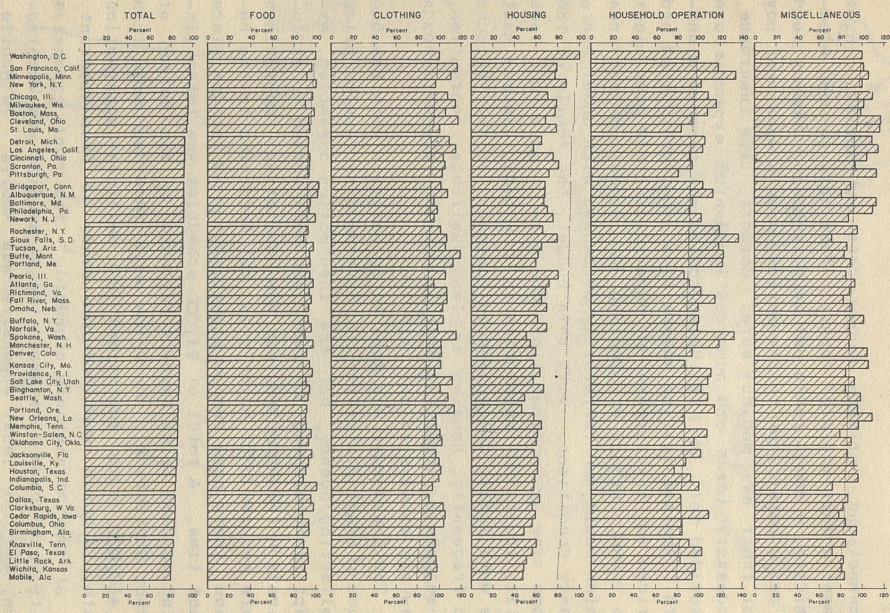 TOTAL FOOD CLOTHING HOUSING HOUSEHOLD OPERATION MISCELLANEOUS
Percent Percent Percent Percent Percent Percent
0 20 40 60 80 100 0 20 40 60 80 100 0 20 40 60 80 100 120 0 20 40 60 80 100 0 20 40 60 80 100 120 140 0 20 40 60 80 100 120
Washington, D.C.
San Francisco, Calif.
Minneapolis, Minn.
New York, N.Y.
Chicago, Ill.
Milwaukee, Wis.
Boston, Mass.
Cleveland, Ohio
St. Louis, Mo.
Detroit, Mich.
Los Angeles, Calif.
Cincinnati, Ohio
Scranton, Pa.
Pittsburgh, Pa.
Bridgeport, Conn.
Albuquerque, N.M.
Baltimore, Md.
Philadelphia, Pa.
Newark, N.J.
Rochester, N.Y.
Sioux Falls, S.D.
Tucson, Ariz.
Butte, Mont.
Portland, Me.
Peoria, Ill.
Atlanta, Ga.
Richmond, Va.
Fall River, Mass.
Omaha, Neb.
Buffalo, N.Y.
Norfolk, Va.
Spokane, Wash.
Manchester, N.H.
Denver, Colo.
Kansas City, Mo.
Providence, R.I.
Salt Lake City, Utah
Binghamton, N.Y.
Seattle, Wash.
Portland, Ore.
New Orleans, La.
Memphis, Tenn.
Winston-Salem, N.C.
Oklahoma City, Okla.
Jacksonville, Fla.
Louisville, Ky.
Houston, Texas
Indianapolis, Ind.
Columbia, S.C.
Dallas, Texas
Clarksburg, W. Va.
Cedar Rapids, Iowa
Columbus, Ohio
Birmingham, Ala.
Knoxville, Tenn.
El Paso, Texas
Little Rock, Ark.
Wichita, Kansas
Mobile, Ala.
0 20 40 60 80 100 0 20 40 60 80 100 0 20 40 60 80 100 120 0 20 40 60 80 100 0 20 40 60 80 100 120 140 0 20 40 60 80 100 120
Percent Percent Percent Percent Percent Percent